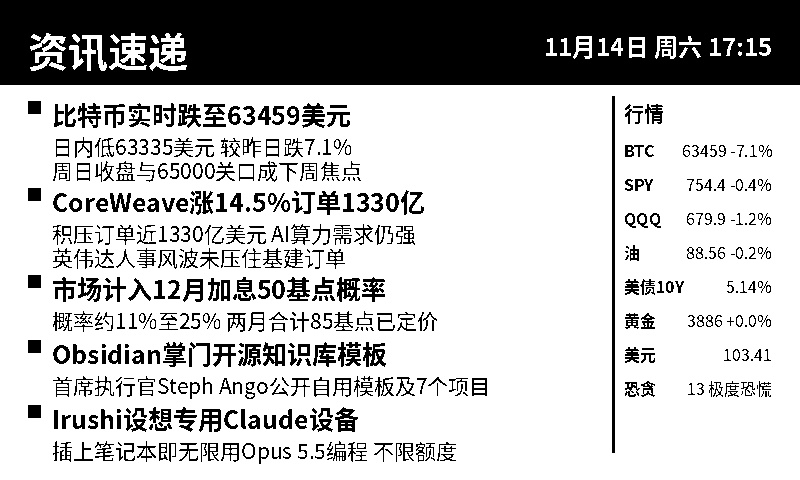 资讯速递
11月14日 周六 17:15
比特币实时跌至63459美元
日内低63335美元 较昨日跌7.1%
周日收盘与65000关口成下周焦点
CoreWeave涨14.5%订单1330亿
积压订单近1330亿美元 AI算力需求仍强
英伟达人事风波未压住基建订单
市场计入12月加息50基点概率
概率约11%至25% 两月合计85基点已定价
Obsidian掌门开源知识库模板
首席执行官Steph Ango公开自用模板及7个项目
Irushi设想专用Claude设备
插上笔记本即无限用Opus 5.5编程 不限额度
行情
BTC 63459 -7.1%
SPY 754.4 -0.4%
QQQ 679.9 -1.2%
油 88.56 -0.2%
美债10Y 5.14%
黄金 3886 +0.0%
美元 103.41
恐贪 13 极度恐慌